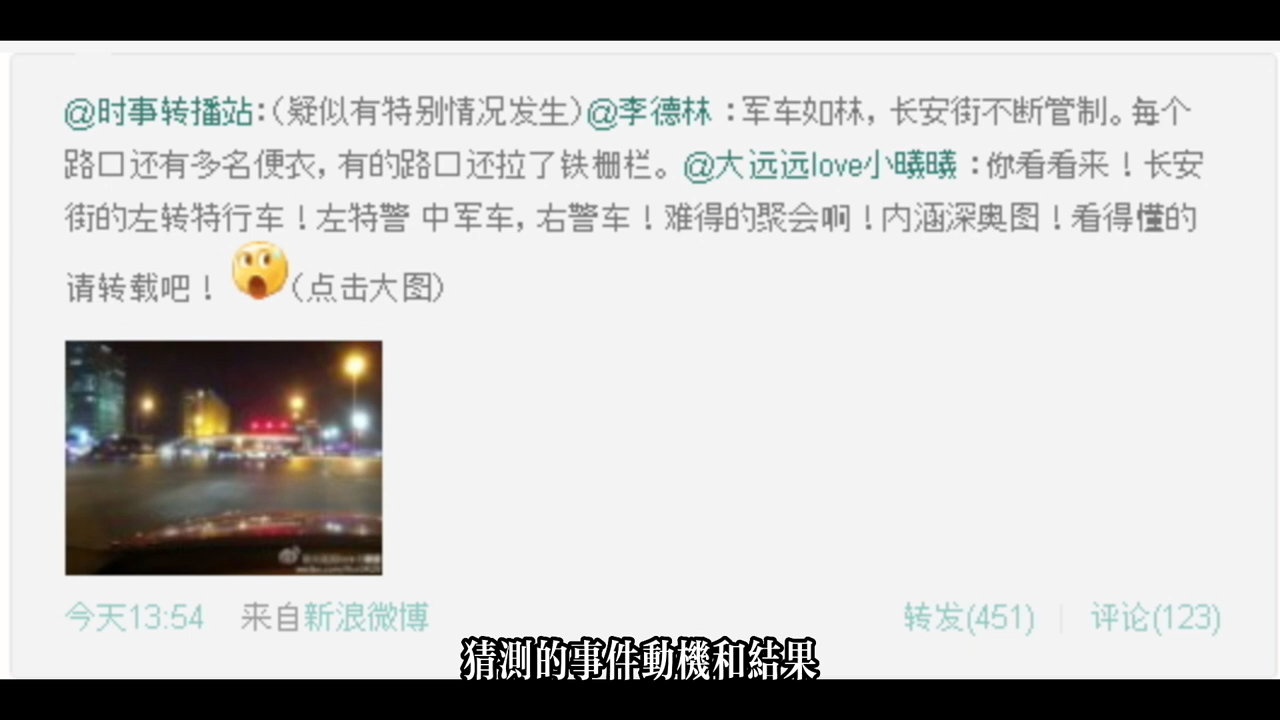 @时事转播站:(疑似有特别情况发生)@李德林 :军车如林，长安街不断管制。每个
路口还有多名便衣，有的路口还拉了铁栅栏。@大远远love小曦曦 :你看看来！长安
街的左转特行车！左特警 中军车，右警车！难得的聚会啊！内涵深奥图！看得懂的
请转载吧！(点击大图)
今天13:54 来自新浪微博 转发(451) | 评论(123)
猜測的事件動機和結果